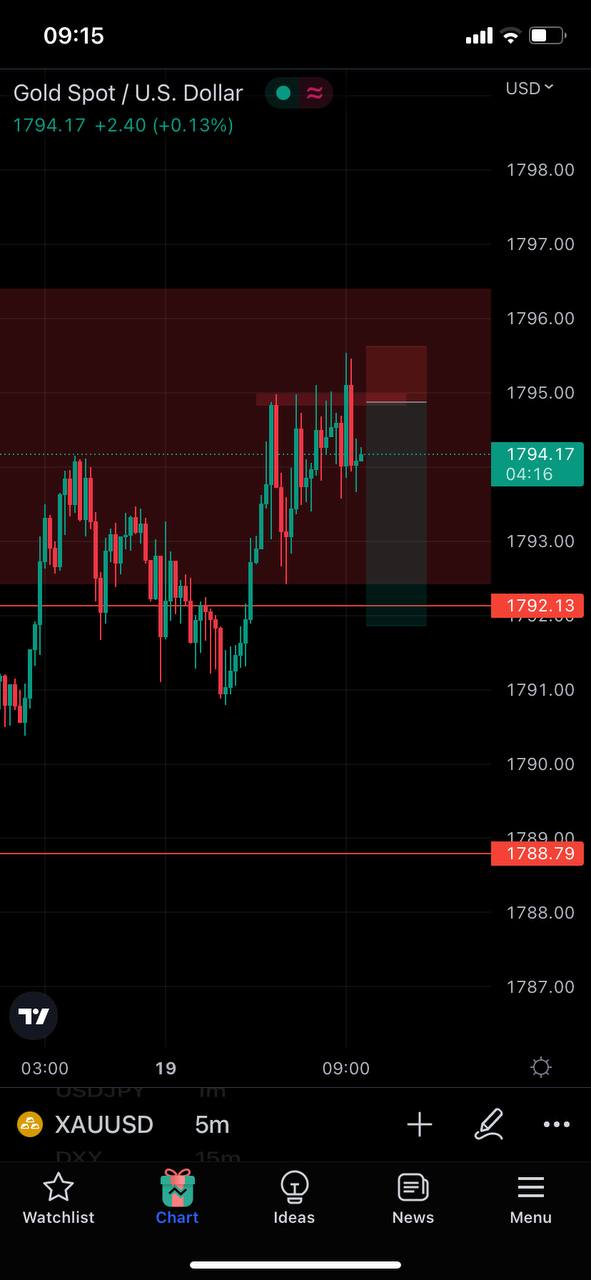 09:15
Gold Spot / U.S. Dollar
USD
1794.17 +2.40 (+0.13%)
1798.00
1797.00
1796.00
1795.00
1794.17
04:16
1793.00
1792.13
1792.00
1791.00
1790.00
1789.00
1788.79
1788.00
1787.00
03:00 19 09:00
USDJPY 1m
XAUUSD 5m
DXY 15m
Watchlist Chart Ideas News Menu